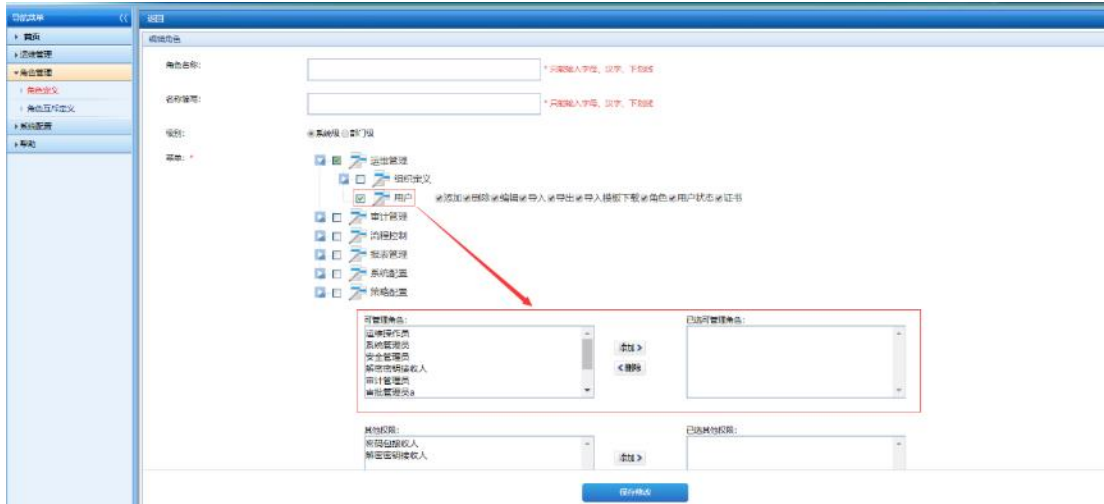 导航菜单
返回
首页
编辑角色
运维管理
角色管理
角色定义
角色互斥定义
系统配置
帮助
角色名称:
* 只能输入字母、汉字、下划线
名称缩写:
* 只能输入字母、汉字、下划线
级别:
系统级 部门级
菜单: *
运维管理
组织定义
用户 添加 删除 编辑 导入 导出 导入模板下载 角色 用户状态 证书
审计管理
流程控制
报表管理
系统配置
策略配置
可管理角色:
已选可管理角色:
运维操作员
系统管理员
安全管理员
解密密钥接收人
审计管理员
审批管理员a
添加 >
< 删除
其他权限:
已选其他权限:
密码包接收人
解密密钥接收人
添加 >
保存修改